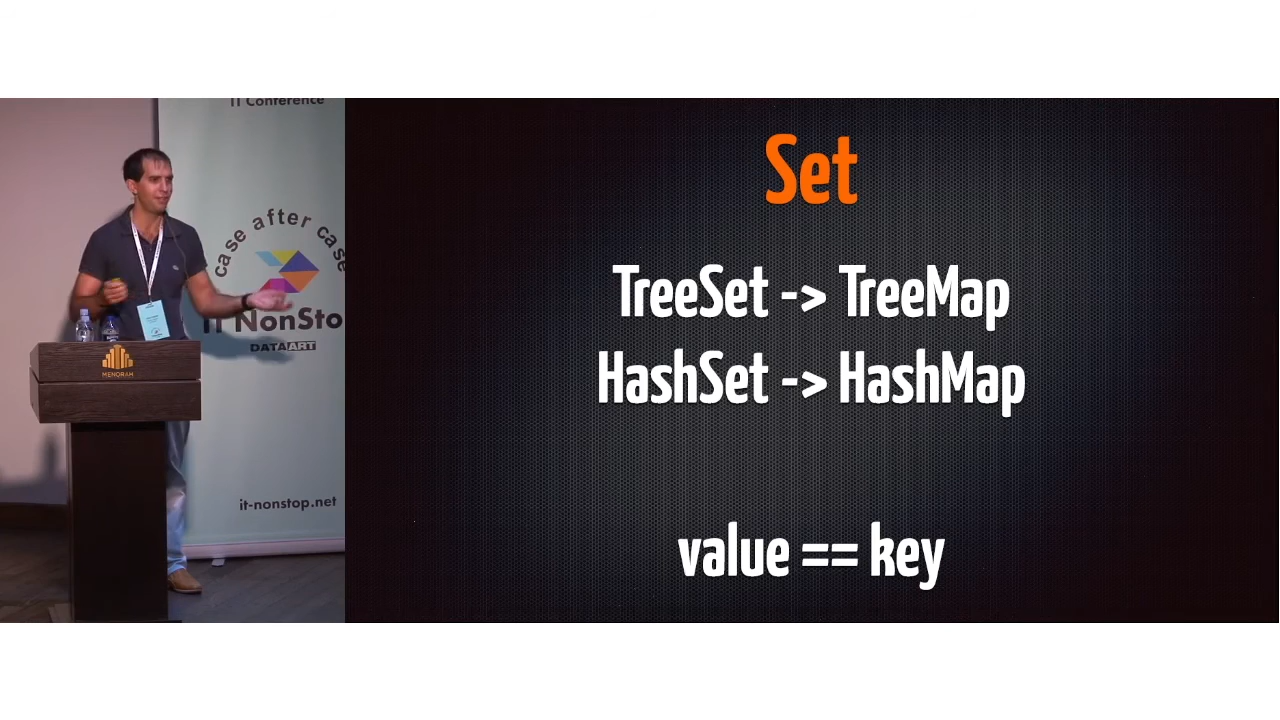 IT Conference
case after case
IT NonSto
DATAART
it-nonstop.net
MENORAH
Set
TreeSet -> TreeMap
HashSet -> HashMap
value == key